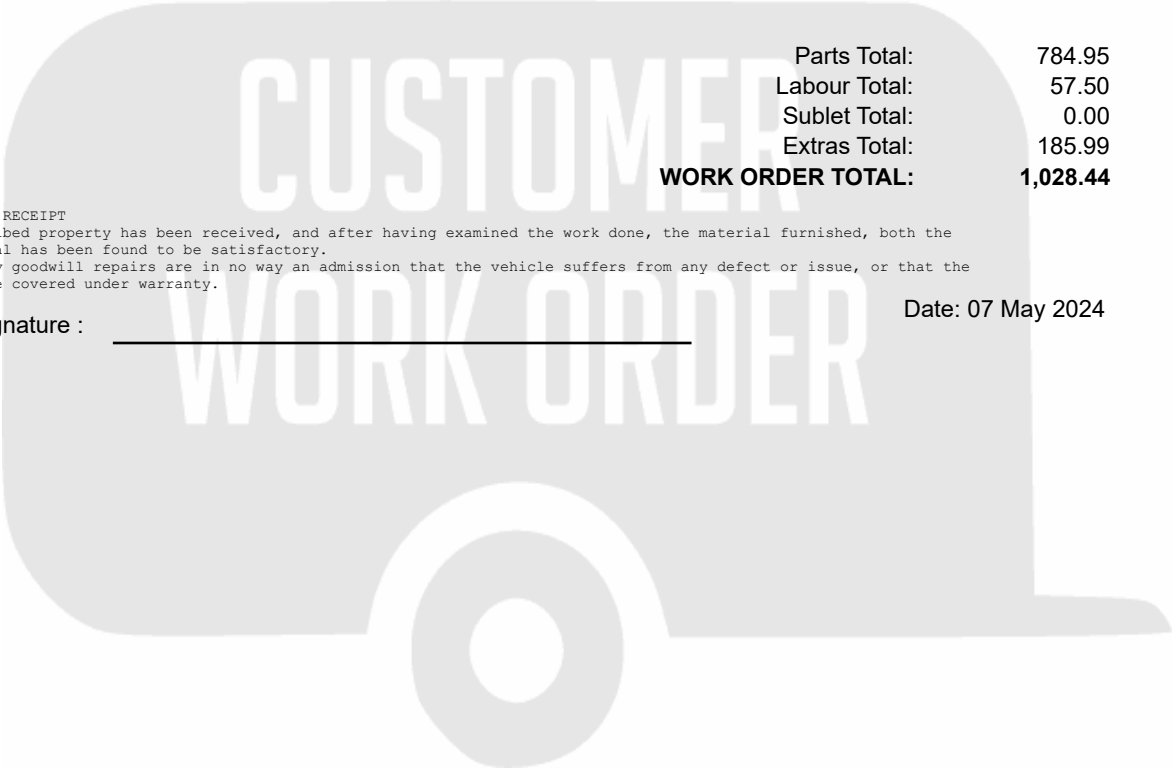 CUSTOMER
WORK ORDER
Parts Total: 784.95
Labour Total: 57.50
Sublet Total: 0.00
Extras Total: 185.99
WORK ORDER TOTAL: 1,028.44
RECEIPT
bed property has been received, and after having examined the work done, the material furnished, both the
l has been found to be satisfactory.
y goodwill repairs are in no way an admission that the vehicle suffers from any defect or issue, or that the
e covered under warranty.
Date: 07 May 2024
gnature :